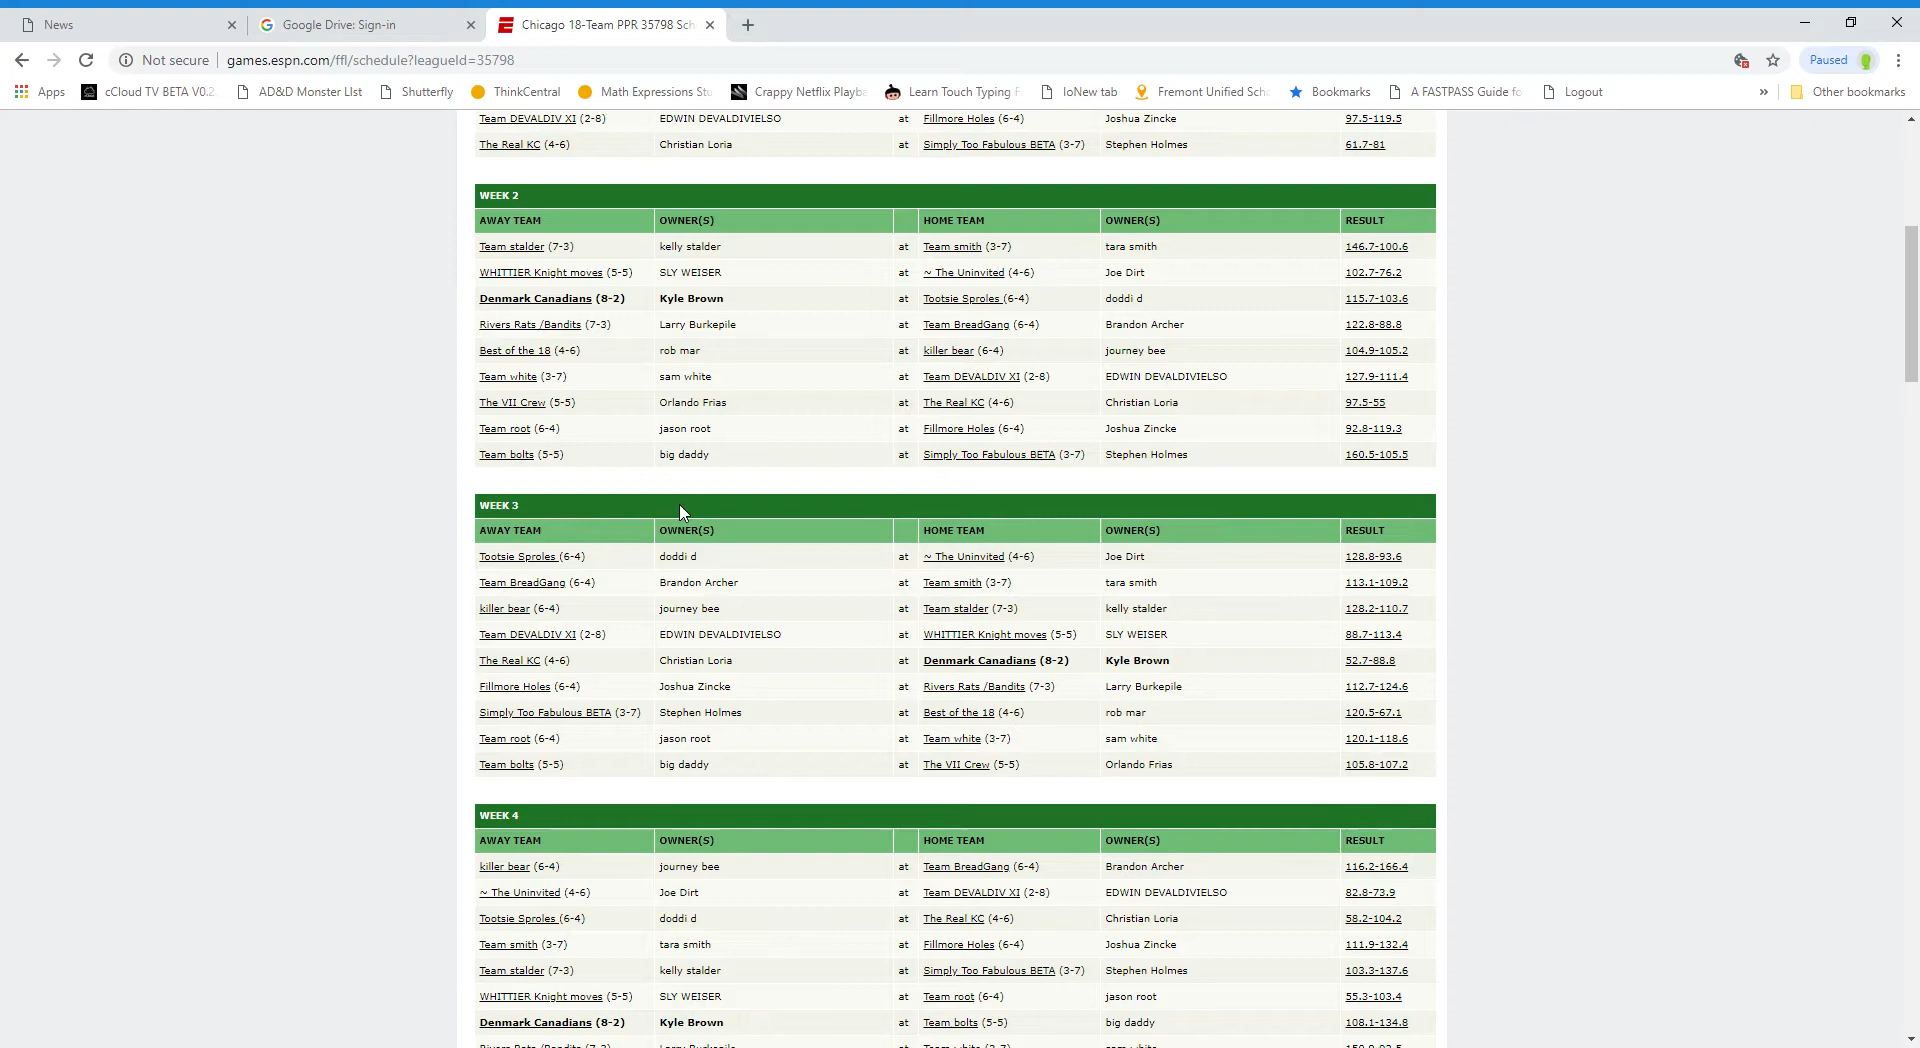 News
Google Drive: Sign-in
Chicago 18-Team PPR 35798 Sch
Not secure games.espn.com/ffl/schedule?leagueId=35798 Paused
Apps cCloud TV BETA V0.2. AD&D Monster LIst Shutterfly ThinkCentral Math Expressions Stu Crappy Netflix Playba Learn Touch Typing F IoNew tab Fremont Unified Scho Bookmarks A FASTPASS Guide fo Logout » Other bookmarks
Team DEVALDIV XI (2-8) EDWIN DEVALDIVIELSO at Fillmore Holes (6-4) Joshua Zincke 97.5-119.5
The Real KC (4-6) Christian Loria at Simply Too Fabulous BETA (3-7) Stephen Holmes 61.7-81
WEEK 2
AWAY TEAM OWNER(S) HOME TEAM OWNER(S) RESULT
Team stalder (7-3) kelly stalder at Team smith (3-7) tara smith 146.7-100.6
WHITTIER Knight moves (5-5) SLY WEISER at ~ The Uninvited (4-6) Joe Dirt 102.7-76.2
Denmark Canadians (8-2) Kyle Brown at Tootsie Sproles (6-4) doddi d 115.7-103.6
Rivers Rats /Bandits (7-3) Larry Burkepile at Team BreadGang (6-4) Brandon Archer 122.8-88.8
Best of the 18 (4-6) rob mar at killer bear (6-4) journey bee 104.9-105.2
Team white (3-7) sam white at Team DEVALDIV XI (2-8) EDWIN DEVALDIVIELSO 127.9-111.4
The VII Crew (5-5) Orlando Frias at The Real KC (4-6) Christian Loria 97.5-55
Team root (6-4) jason root at Fillmore Holes (6-4) Joshua Zincke 92.8-119.3
Team bolts (5-5) big daddy at Simply Too Fabulous BETA (3-7) Stephen Holmes 160.5-105.5
WEEK 3
AWAY TEAM OWNER(S) HOME TEAM OWNER(S) RESULT
Tootsie Sproles (6-4) doddi d at ~ The Uninvited (4-6) Joe Dirt 128.8-93.6
Team BreadGang (6-4) Brandon Archer at Team smith (3-7) tara smith 113.1-109.2
killer bear (6-4) journey bee at Team stalder (7-3) kelly stalder 128.2-110.7
Team DEVALDIV XI (2-8) EDWIN DEVALDIVIELSO at WHITTIER Knight moves (5-5) SLY WEISER 88.7-113.4
The Real KC (4-6) Christian Loria at Denmark Canadians (8-2) Kyle Brown 52.7-88.8
Fillmore Holes (6-4) Joshua Zincke at Rivers Rats /Bandits (7-3) Larry Burkepile 112.7-124.6
Simply Too Fabulous BETA (3-7) Stephen Holmes at Best of the 18 (4-6) rob mar 120.5-67.1
Team root (6-4) jason root at Team white (3-7) sam white 120.1-118.6
Team bolts (5-5) big daddy at The VII Crew (5-5) Orlando Frias 105.8-107.2
WEEK 4
AWAY TEAM OWNER(S) HOME TEAM OWNER(S) RESULT
killer bear (6-4) journey bee at Team BreadGang (6-4) Brandon Archer 116.2-166.4
~ The Uninvited (4-6) Joe Dirt at Team DEVALDIV XI (2-8) EDWIN DEVALDIVIELSO 82.8-73.9
Tootsie Sproles (6-4) doddi d at The Real KC (4-6) Christian Loria 58.2-104.2
Team smith (3-7) tara smith at Fillmore Holes (6-4) Joshua Zincke 111.9-132.4
Team stalder (7-3) kelly stalder at Simply Too Fabulous BETA (3-7) Stephen Holmes 103.3-137.6
WHITTIER Knight moves (5-5) SLY WEISER at Team root (6-4) jason root 55.3-103.4
Denmark Canadians (8-2) Kyle Brown at Team bolts (5-5) big daddy 108.1-134.8